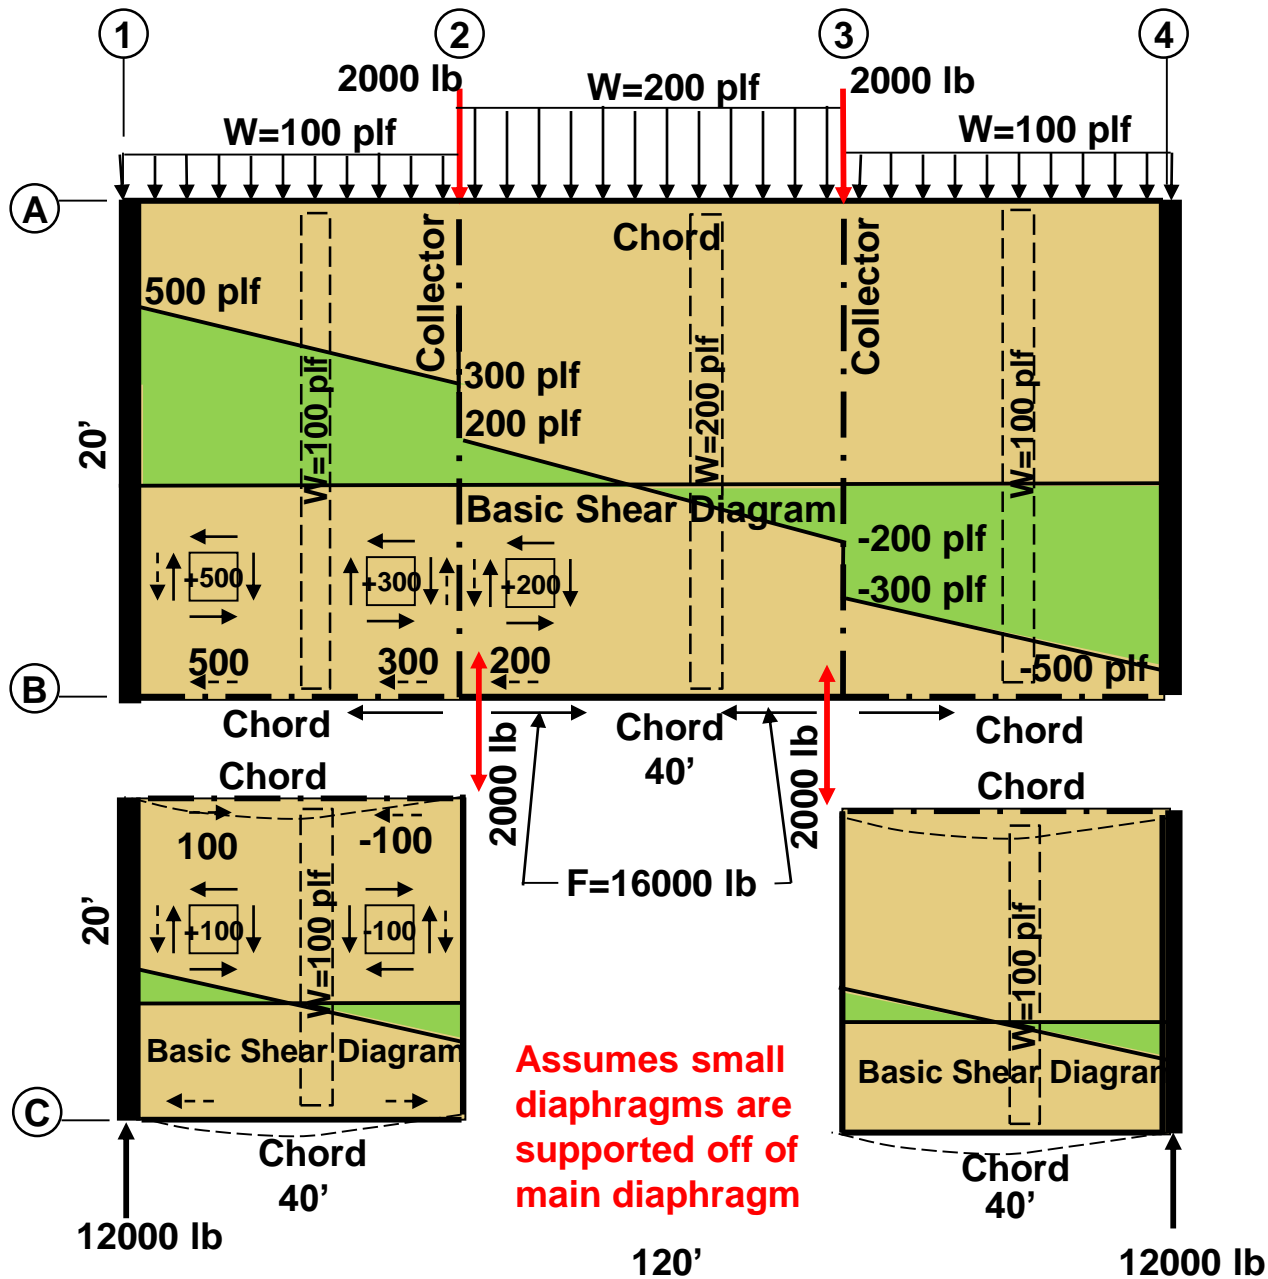 1
2
3
4
2000 lb
W=200 plf
2000 lb
W=100 plf
W=100 plf
A
Collector
Chord
Collector
500 plf
300 plf
200 plf
W=100 plf
W=200 plf
W=100 plf
20’
Basic Shear Diagram
-200 plf
-300 plf
+500
+300
+200
500
300
200
-500 plf
B
Chord
Chord
Chord
40’
2000 lb
2000 lb
Chord
Chord
100
-100
F=16000 lb
20’
+100
-100
W=100 plf
W=100 plf
Basic Shear Diagram
Basic Shear Diagram
Assumes small
diaphragms are
supported off of
main diaphragm
C
Chord
40’
Chord
40’
12000 lb
120’
12000 lb